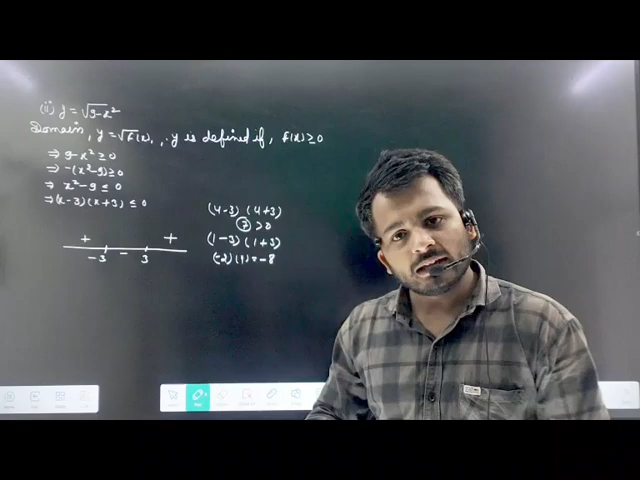 (ii) y = √9-x²
Domain, y = √f(x), y is defined if, f(x) ≥ 0
⇒ 9-x² ≥ 0
⇒ -(x²-9) ≥ 0
⇒ x²-9 ≤ 0
⇒ (x-3)(x+3) ≤ 0
+ - +
-3 3
(4-3) (4+3)
7 > 0
(1-3) (1+3)
(-2)(4) = -8